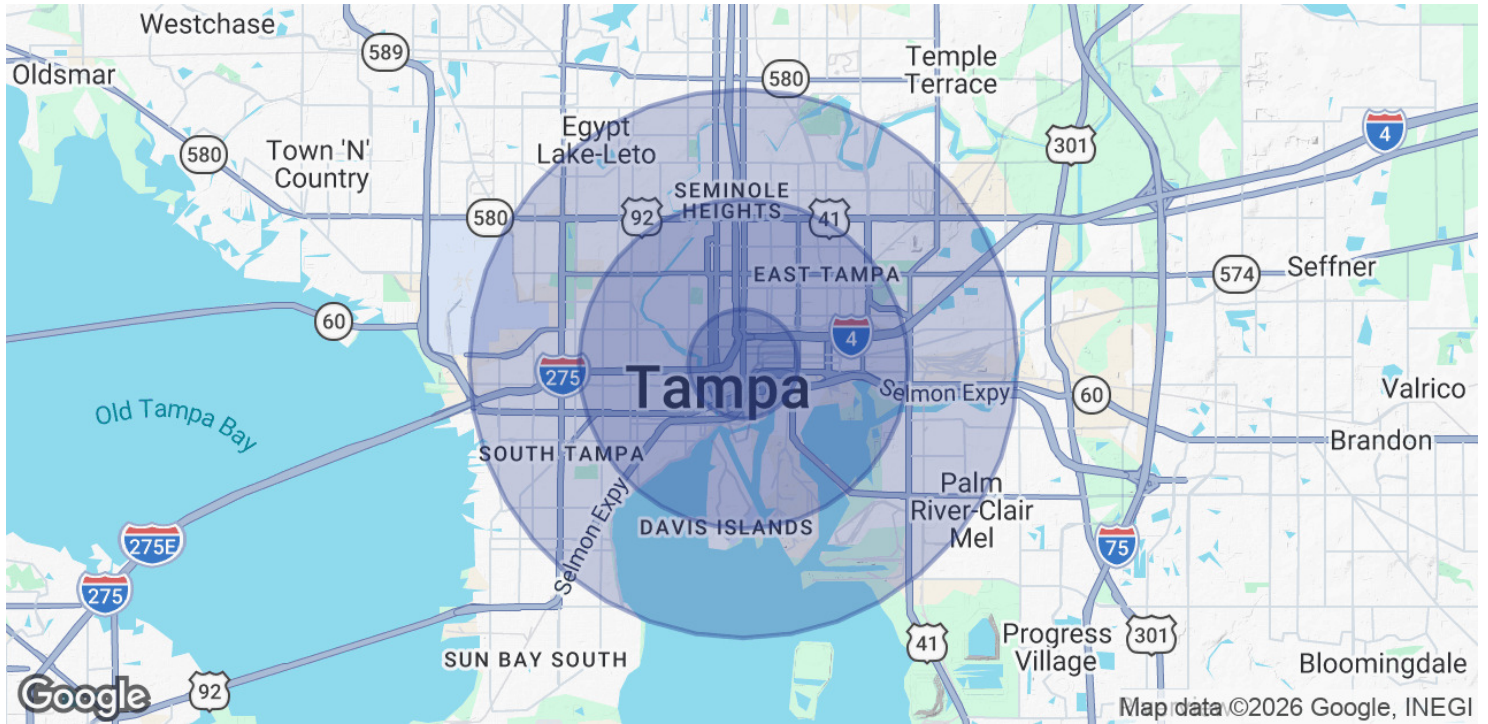 Westchase
589
Oldsmar
580
Temple
Terrace
Egypt
Lake-Leto
301
4
580
Town 'N'
Country
SEMINOLE
HEIGHTS
580
92
41
EAST TAMPA
574
Seffner
60
4
275
Tampa
Selmon Expy
60
Valrico
Old Tampa Bay
Brandon
SOUTH TAMPA
Palm
River-Clair
Mel
Selmon Expy
DAVIS ISLANDS
275E
75
275
41
Progress
Village
301
SUN BAY SOUTH
Bloomingdale
Google
92
Map data ©2026 Google, INEGI